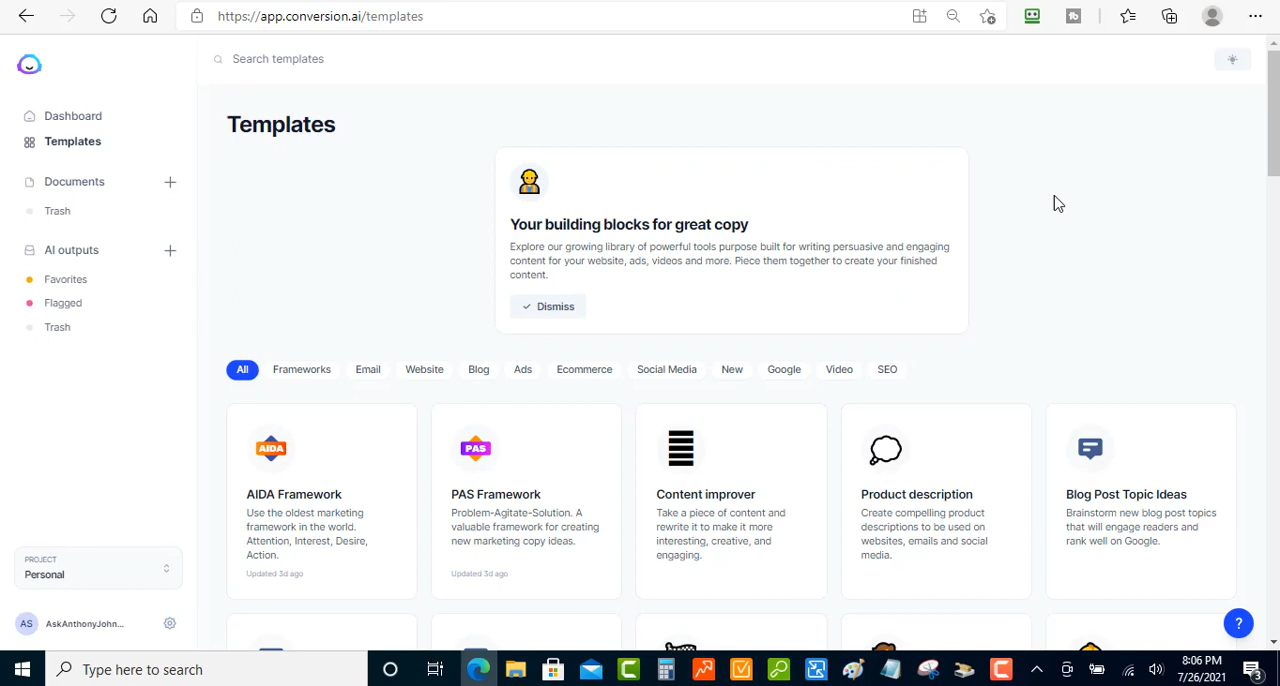 https://app.conversion.ai/templates
Search templates
Dashboard
Templates
Documents
Trash
AI outputs
Favorites
Flagged
Trash
PROJECT
Personal
AS AskAnthonyJohn...
Templates
Your building blocks for great copy
Explore our growing library of powerful tools purpose built for writing persuasive and engaging
content for your website, ads, videos and more. Piece them together to create your finished
content.
Dismiss
All Frameworks Email Website Blog Ads Ecommerce Social Media New Google Video SEO
AIDA
AIDA Framework
Use the oldest marketing
framework in the world.
Attention, Interest, Desire,
Action.
Updated 3d ago
PAS
PAS Framework
Problem-Agitate-Solution. A
valuable framework for creating
new marketing copy ideas.
Updated 3d ago
Content improver
Take a piece of content and
rewrite it to make it more
interesting, creative, and
engaging.
Product description
Create compelling product
descriptions to be used on
websites, emails and social
media.
Blog Post Topic Ideas
Brainstorm new blog post topics
that will engage readers and
rank well on Google.
?
Type here to search
8:06 PM
7/26/2021
3